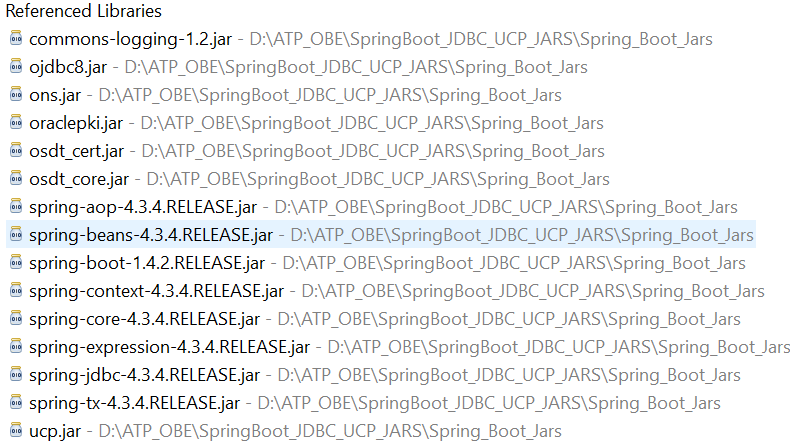 Referenced Libraries
commons-logging-1.2.jar - D:\ATP_OBE\SpringBoot_JDBC_UCP_JARS\Spring_Boot_Jars
ojdbc8.jar - D:\ATP_OBE\SpringBoot_JDBC_UCP_JARS\Spring_Boot_Jars
ons.jar - D:\ATP_OBE\SpringBoot_JDBC_UCP_JARS\Spring_Boot_Jars
oraclepki.jar - D:\ATP_OBE\SpringBoot_JDBC_UCP_JARS\Spring_Boot_Jars
osdt_cert.jar - D:\ATP_OBE\SpringBoot_JDBC_UCP_JARS\Spring_Boot_Jars
osdt_core.jar - D:\ATP_OBE\SpringBoot_JDBC_UCP_JARS\Spring_Boot_Jars
spring-aop-4.3.4.RELEASE.jar - D:\ATP_OBE\SpringBoot_JDBC_UCP_JARS\Spring_Boot_Jars
spring-beans-4.3.4.RELEASE.jar - D:\ATP_OBE\SpringBoot_JDBC_UCP_JARS\Spring_Boot_Jars
spring-boot-1.4.2.RELEASE.jar - D:\ATP_OBE\SpringBoot_JDBC_UCP_JARS\Spring_Boot_Jars
spring-context-4.3.4.RELEASE.jar - D:\ATP_OBE\SpringBoot_JDBC_UCP_JARS\Spring_Boot_Jars
spring-core-4.3.4.RELEASE.jar - D:\ATP_OBE\SpringBoot_JDBC_UCP_JARS\Spring_Boot_Jars
spring-expression-4.3.4.RELEASE.jar - D:\ATP_OBE\SpringBoot_JDBC_UCP_JARS\Spring_Boot_Jars
spring-jdbc-4.3.4.RELEASE.jar - D:\ATP_OBE\SpringBoot_JDBC_UCP_JARS\Spring_Boot_Jars
spring-tx-4.3.4.RELEASE.jar - D:\ATP_OBE\SpringBoot_JDBC_UCP_JARS\Spring_Boot_Jars
ucp.jar - D:\ATP_OBE\SpringBoot_JDBC_UCP_JARS\Spring_Boot_Jars